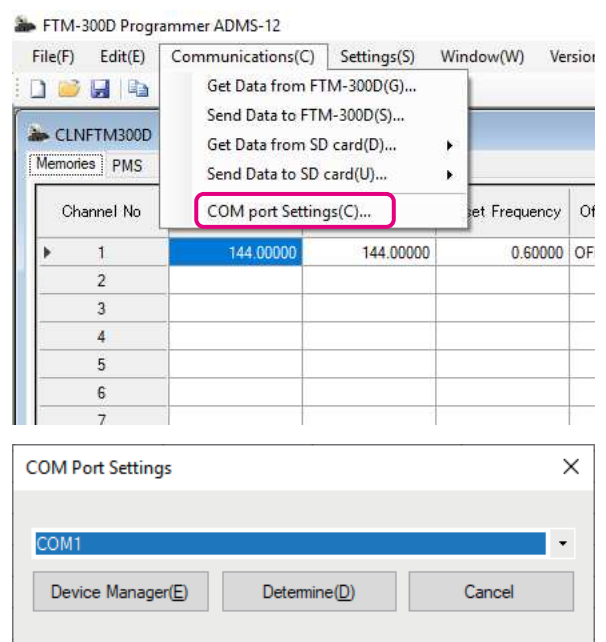 FTM-300D Programmer ADMS-12
File(F) Edit(E) Communications(C) Settings(S) Window(W) Version
Get Data from FTM-300D(G)...
Send Data to FTM-300D(S)...
CLNFTM300D
Get Data from SD card(D)...
Memories PMS
Send Data to SD card(U)...
Channel No COM port Settings(C)... set Frequency Of
1 144.00000 144.00000 0.60000 OF
2
3
4
5
6
7
COM Port Settings
COM1
Device Manager(E) Determine(D) Cancel